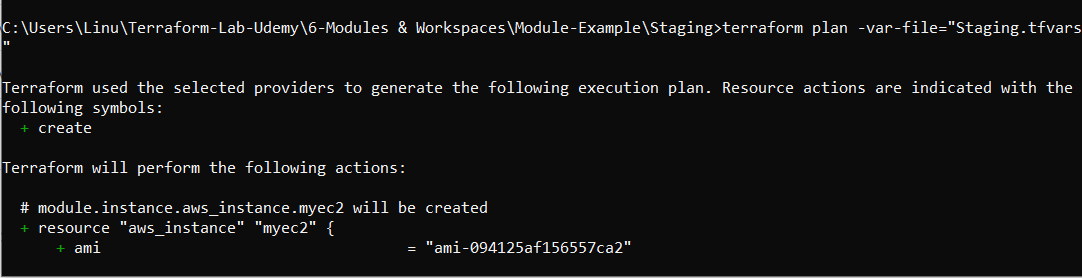 C:\Users\Linu\Terraform-Lab-Udemy\6-Modules & Workspaces\Module-Example\Staging>terraform plan -var-file="Staging.tfvars
"
Terraform used the selected providers to generate the following execution plan. Resource actions are indicated with the
following symbols:
+ create
Terraform will perform the following actions:
# module.instance.aws_instance.myec2 will be created
+ resource "aws_instance" "myec2" {
+ ami = "ami-094125af156557ca2"